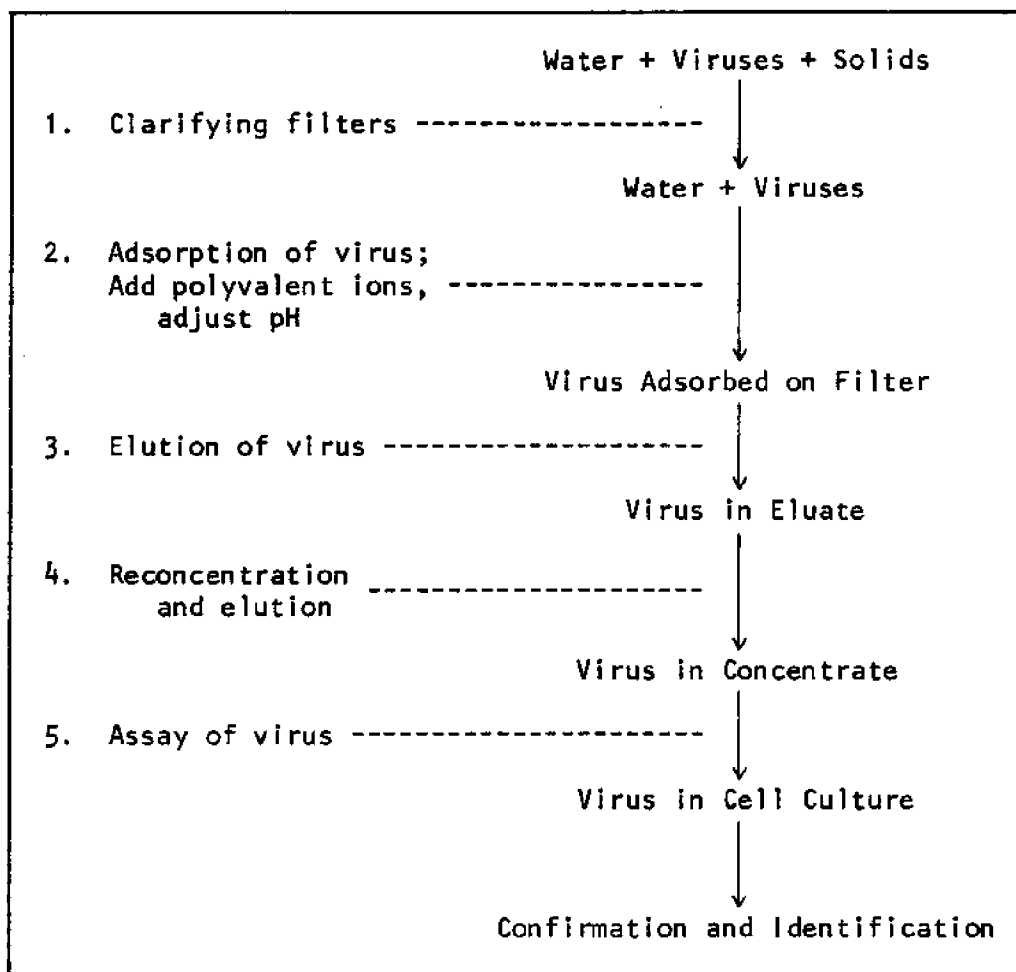 Water + Viruses + Solids
1. Clarifying filters
Water + Viruses
2. Adsorption of virus;
Add polyvalent ions,
adjust pH
Virus Adsorbed on Filter
3. Elution of virus
Virus in Eluate
4. Reconcentration
and elution
Virus in Concentrate
5. Assay of virus
Virus in Cell Culture
Confirmation and Identification